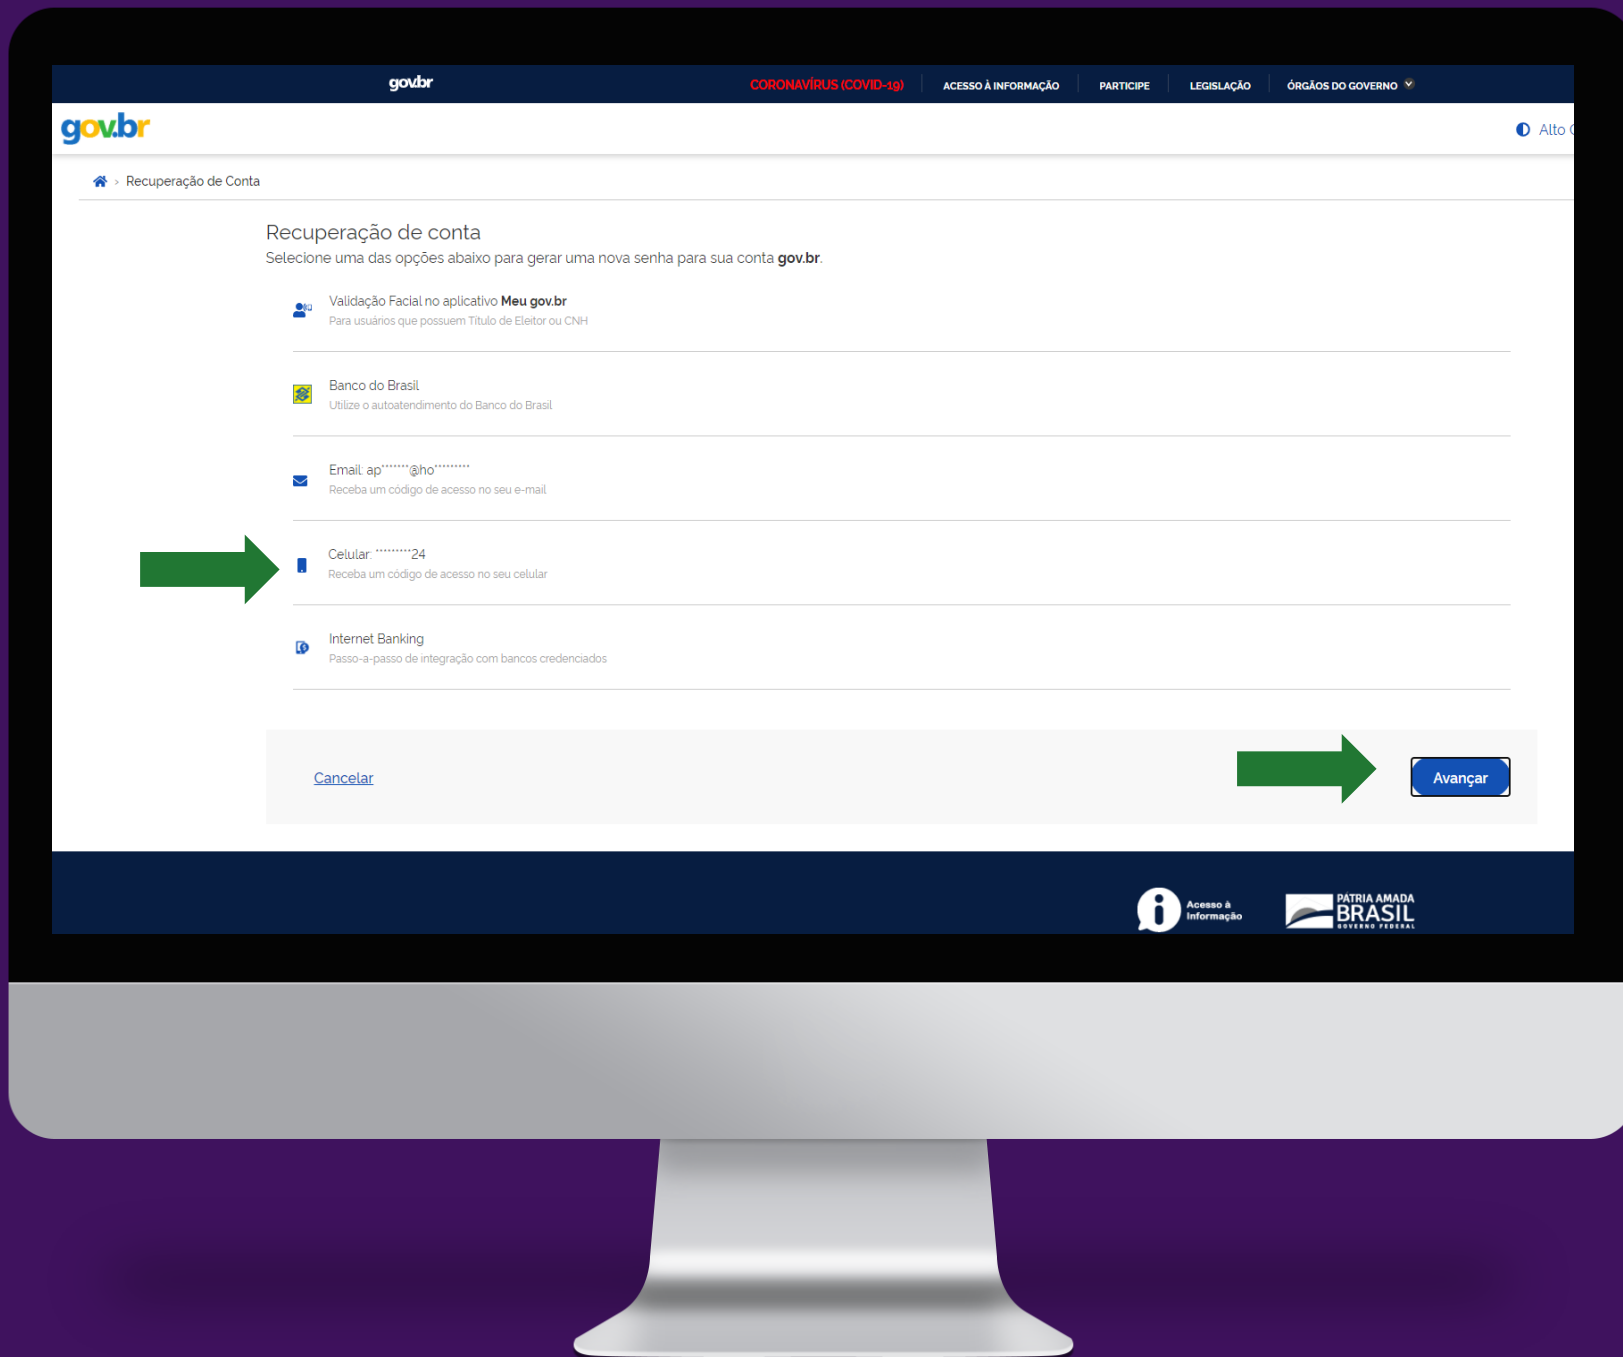 gov.br
CORONAVÍRUS (COVID-19)
ACESSO À INFORMAÇÃO
PARTICIPE
LEGISLAÇÃO
ÓRGÃOS DO GOVERNO
gov.br
Alto
Recuperação de Conta
Recuperação de conta
Selecione uma das opções abaixo para gerar uma nova senha para sua conta gov.br.
Validação Facial no aplicativo Meu gov.br
Para usuários que possuem Título de Eleitor ou CNH
Banco do Brasil
Utilize o autoatendimento do Banco do Brasil
Email: ap*******@ho*********
Receba um código de acesso no seu e-mail
Celular: *********24
Receba um código de acesso no seu celular
Internet Banking
Passo-a-passo de integração com bancos credenciados
Cancelar
Avançar
Acesso à
Informação
PÁTRIA AMADA
BRASIL
GOVERNO FEDERAL